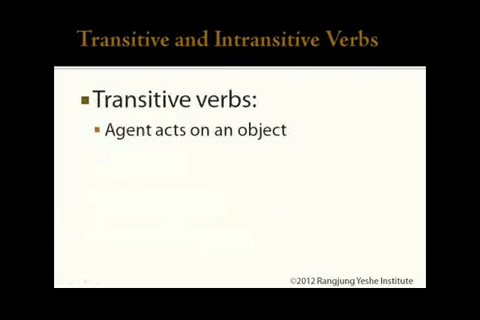 Transitive and Intransitive Verbs
Transitive verbs:
Agent acts on an object
©2012 Rangjung Yeshe Institute